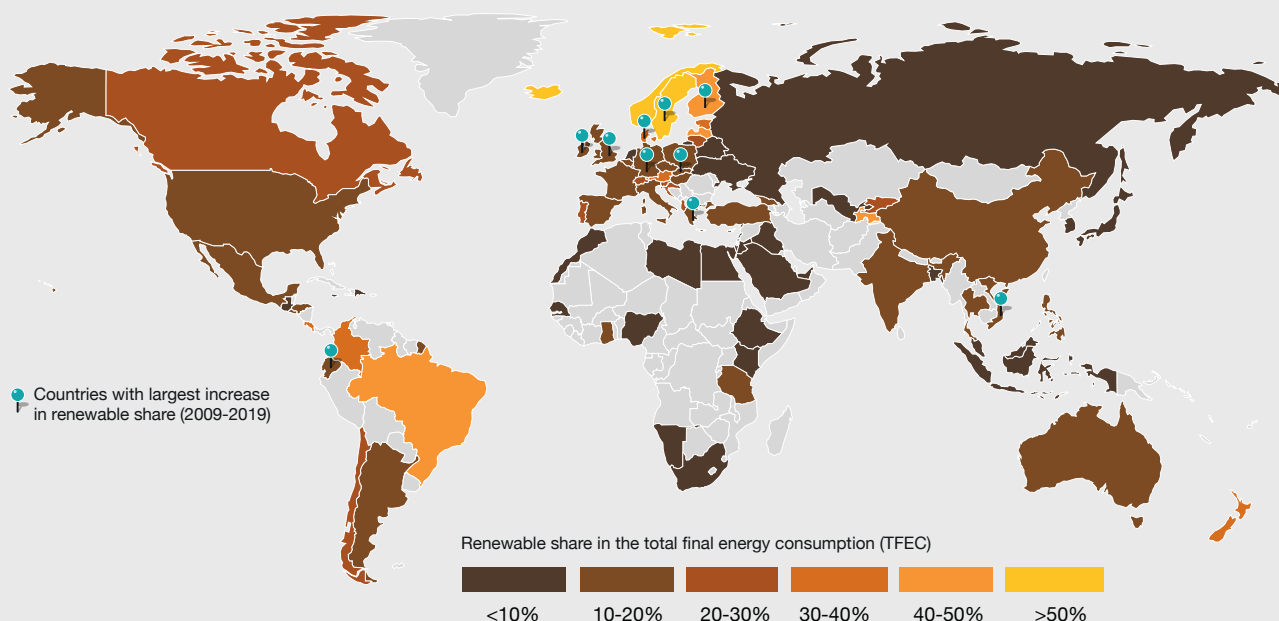 Countries with largest increase
in renewable share (2009-2019)
Renewable share in the total final energy consumption (TFEC)
<10% 10-20% 20-30% 30-40% 40-50% >50%